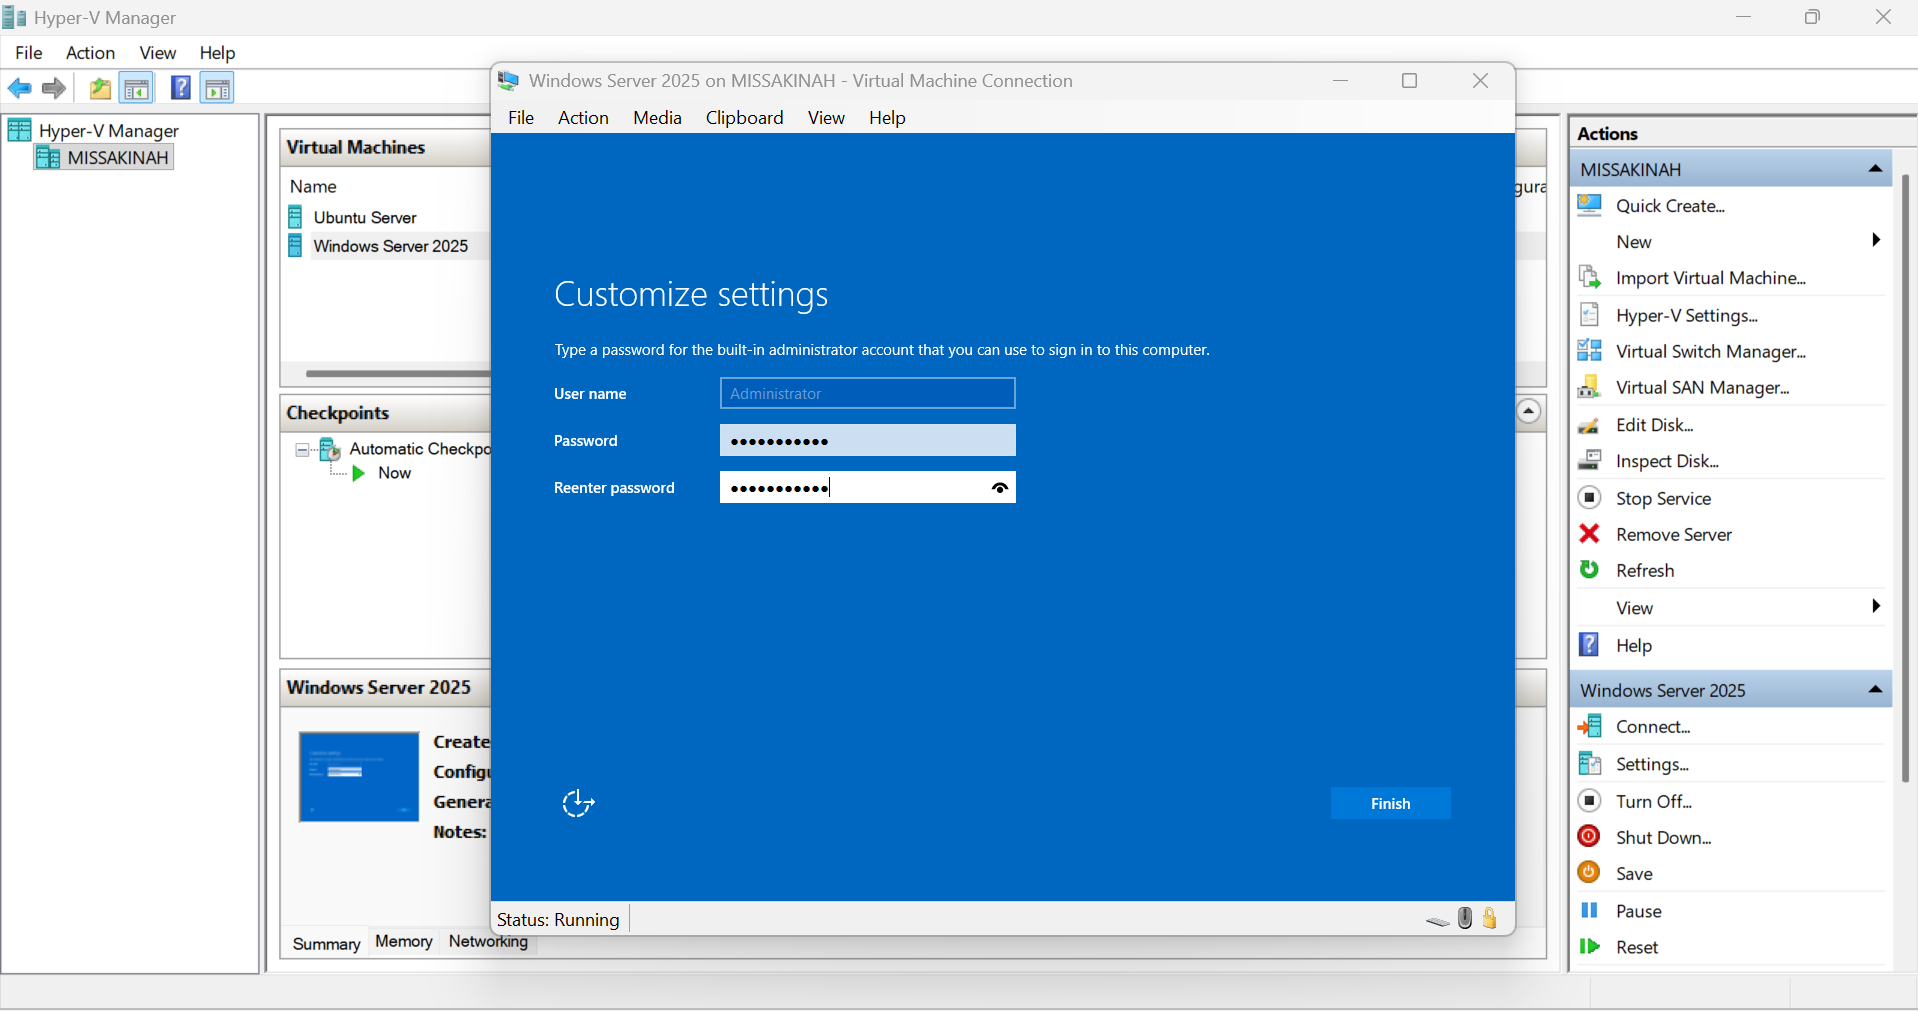 Hyper-V Manager
File Action View Help
Hyper-V Manager
MISSAKINAH
Virtual Machines
Name
Ubuntu Server
Windows Server 2025
Checkpoints
Automatic Checkpo
Now
Windows Server 2025
Create
Configu
Genera
Notes:
Summary Memory Networking
Windows Server 2025 on MISSAKINAH - Virtual Machine Connection
File Action Media Clipboard View Help
Customize settings
Type a password for the built-in administrator account that you can use to sign in to this computer.
User name Administrator
Password •••••••••••
Reenter password •••••••••••
Finish
Status: Running
gura
Actions
MISSAKINAH
Quick Create...
New
Import Virtual Machine...
Hyper-V Settings...
Virtual Switch Manager...
Virtual SAN Manager...
Edit Disk...
Inspect Disk...
Stop Service
Remove Server
Refresh
View
Help
Windows Server 2025
Connect...
Settings...
Turn Off...
Shut Down...
Save
Pause
Reset